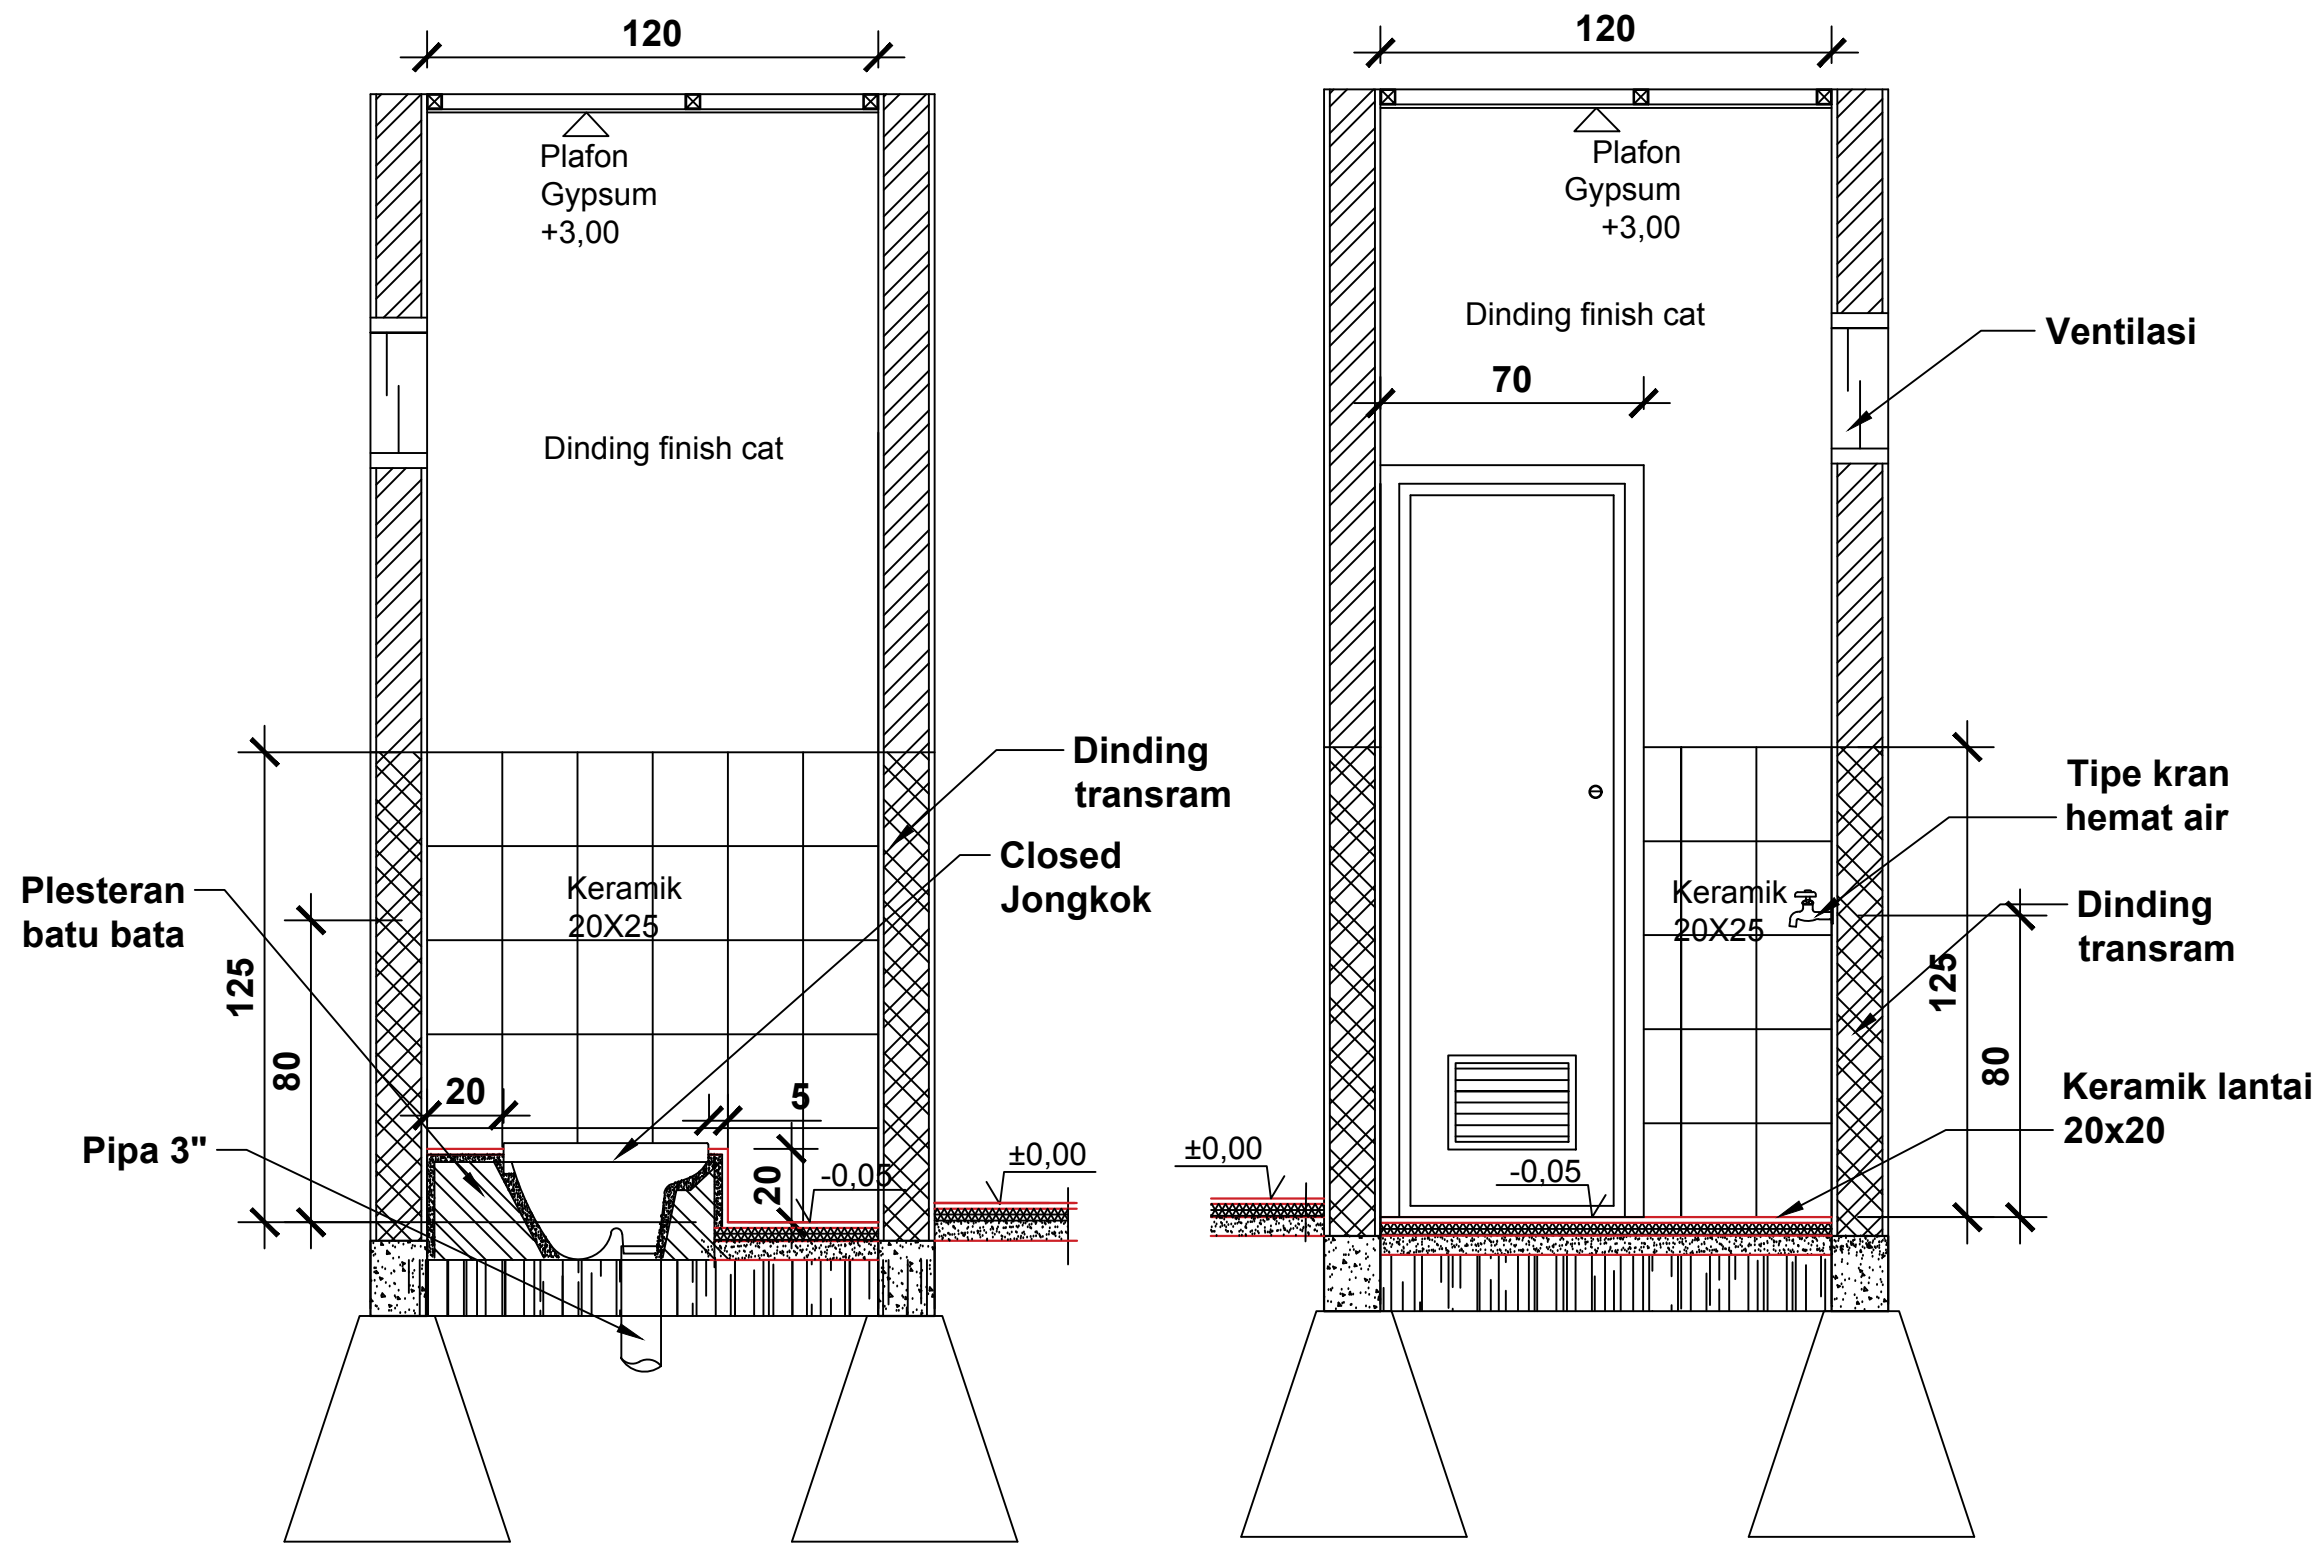 120
Plafon
Gypsum
+3,00
Dinding finish cat
Dinding
transram
Closed
Jongkok
Plesteran
batu bata
Keramik
20X25
125
80
20
5
Pipa 3"
20
-0,05
±0,00
120
Plafon
Gypsum
+3,00
Dinding finish cat
Ventilasi
70
Tipe kran
hemat air
Keramik
20X25
Dinding
transram
125
80
Keramik lantai
20x20
±0,00
-0,05